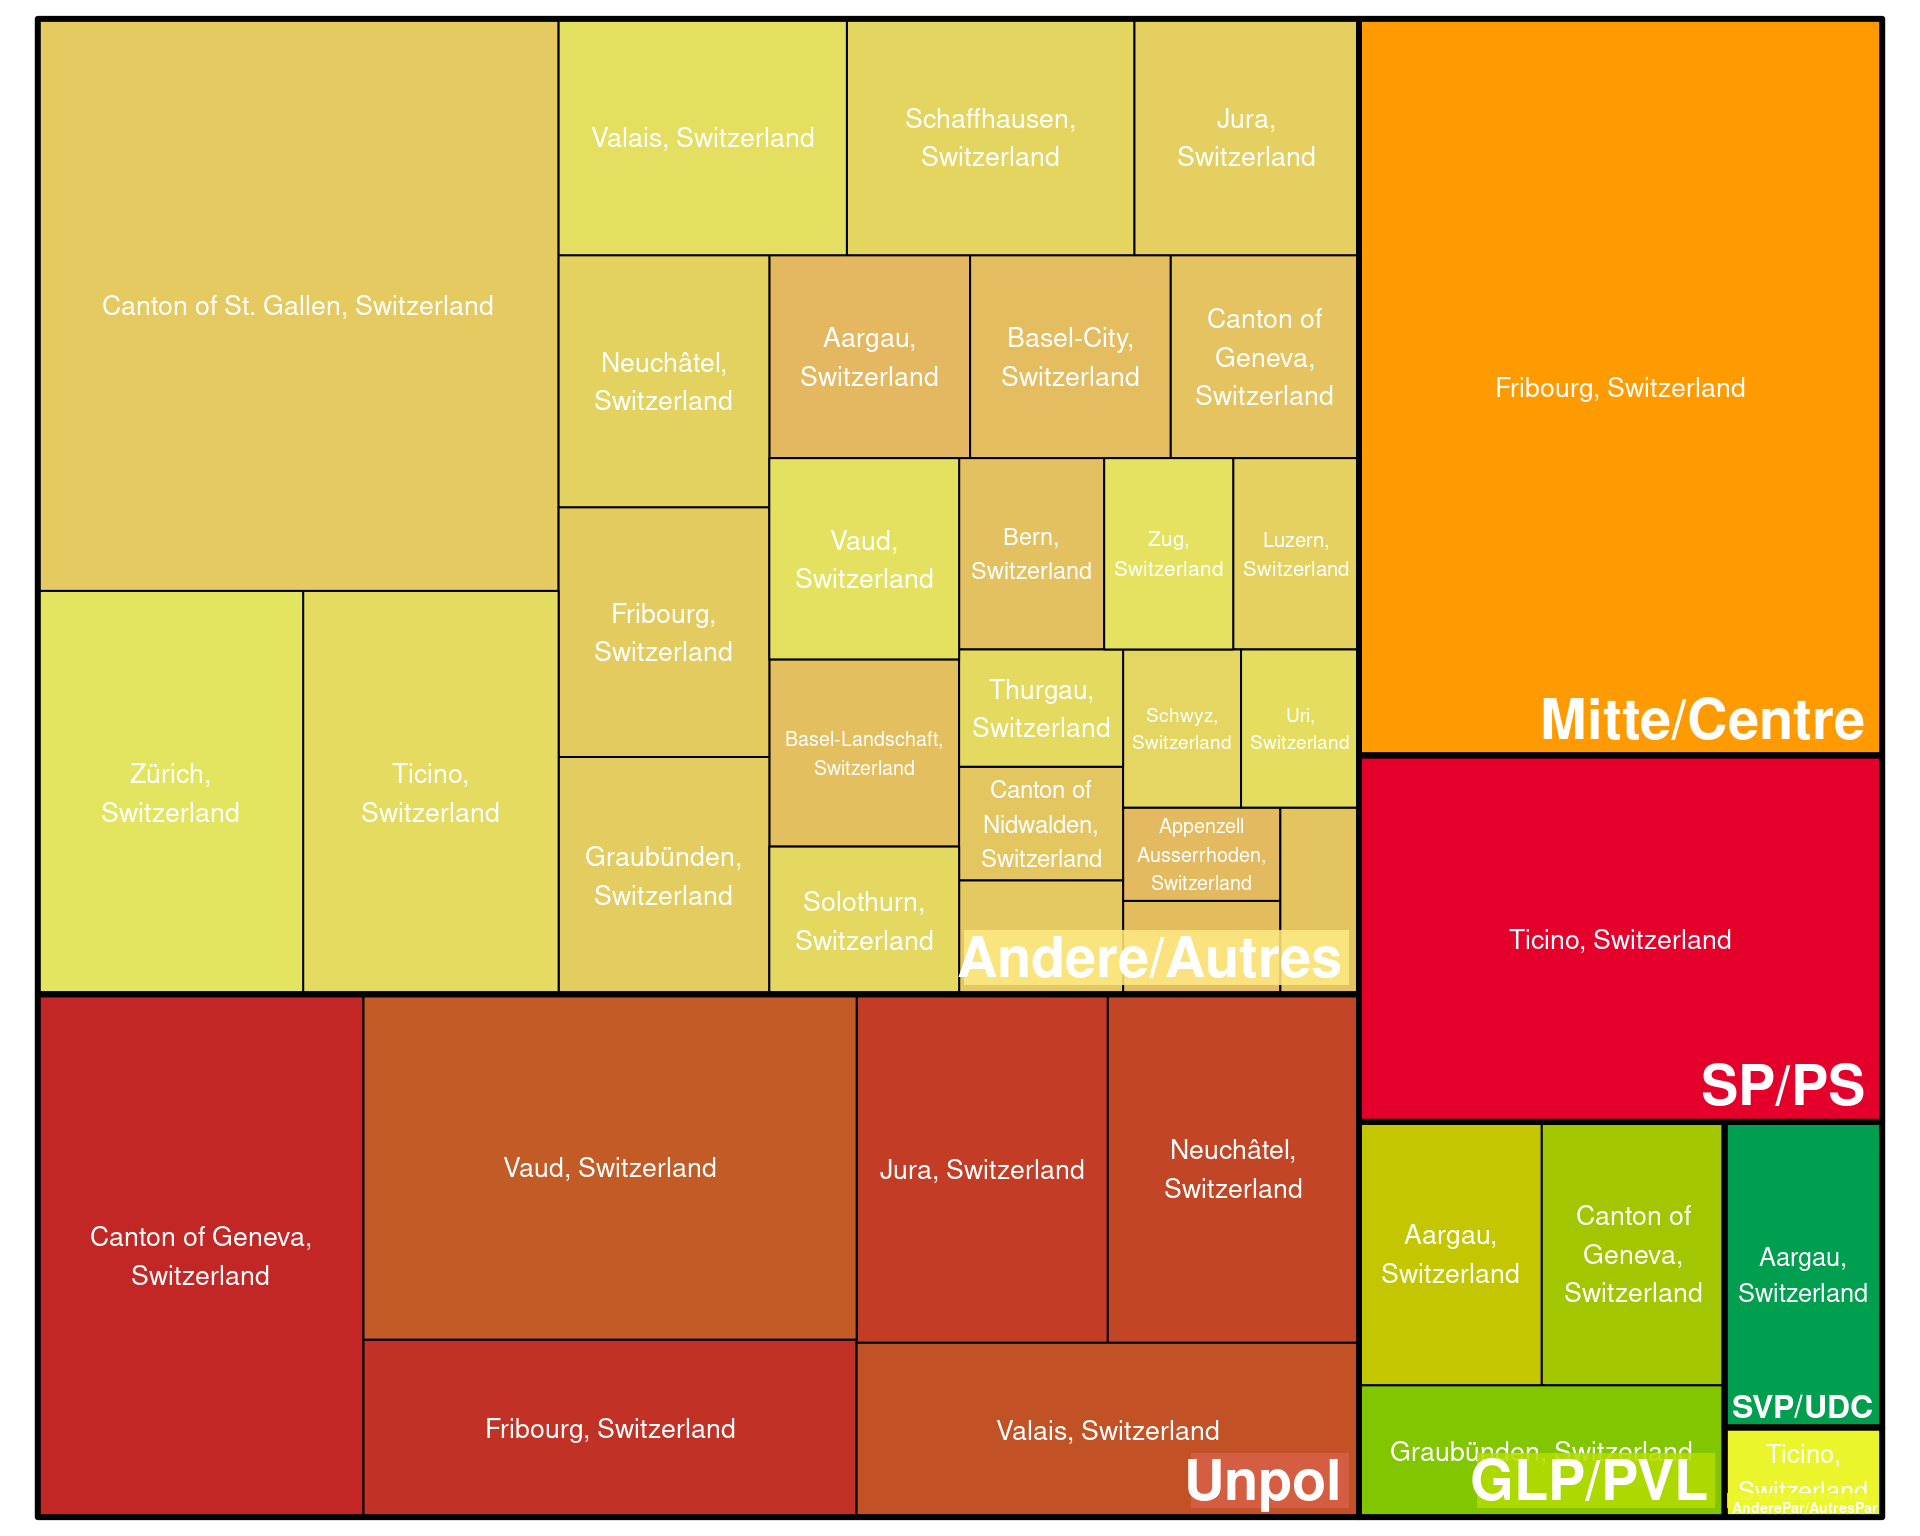 Canton of St. Gallen, Switzerland
Valais, Switzerland
Schaffhausen,
Switzerland
Jura,
Switzerland
Neuchâtel,
Switzerland
Aargau,
Switzerland
Basel-City,
Switzerland
Canton of
Geneva,
Switzerland
Fribourg, Switzerland
Mitte/Centre
Vaud,
Switzerland
Bern,
Switzerland
Zug,
Switzerland
Luzern,
Switzerland
Fribourg,
Switzerland
Zürich,
Switzerland
Ticino,
Switzerland
Graubünden,
Switzerland
Basel-Landschaft,
Switzerland
Thurgau,
Switzerland
Schwyz,
Switzerland
Uri,
Switzerland
Canton of
Nidwalden,
Switzerland
Appenzell
Ausserrhoden,
Switzerland
Solothurn,
Switzerland
Andere/Autres
Ticino, Switzerland
SP/PS
Canton of Geneva,
Switzerland
Vaud, Switzerland
Jura, Switzerland
Neuchâtel,
Switzerland
Fribourg, Switzerland
Valais, Switzerland
Unpol
Aargau,
Switzerland
Canton of
Geneva,
Switzerland
Graubünden, Switzerland
GLP/PVL
Aargau,
Switzerland
SVP/UDC
Ticino,
Switzerland
AnderePar/AutresPar